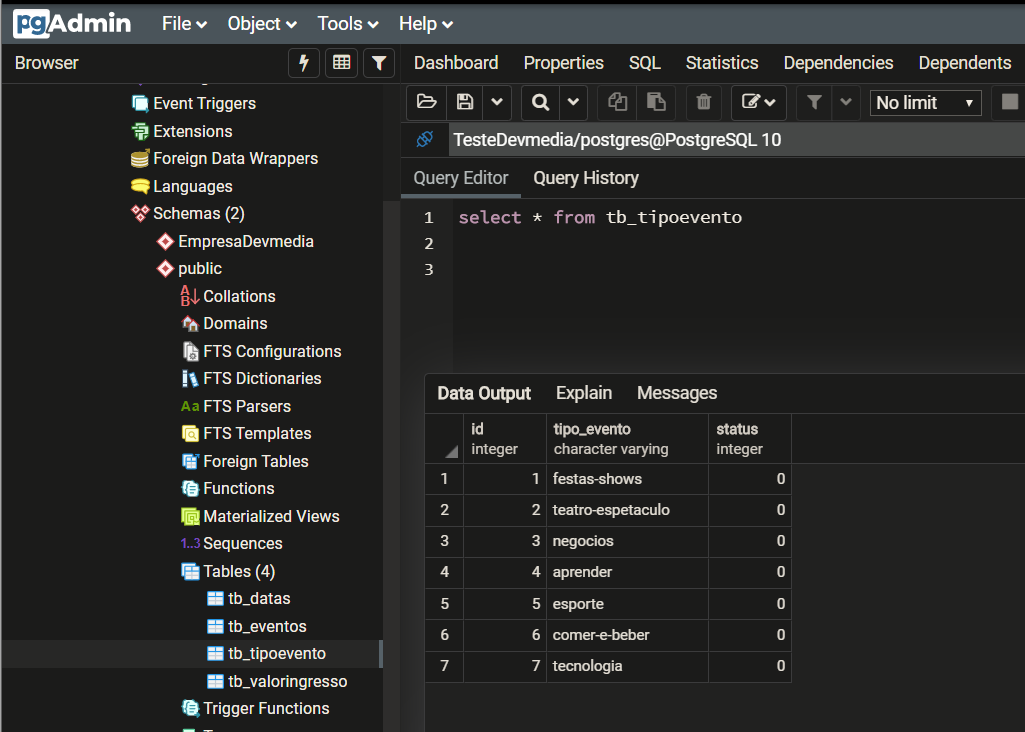 pgAdmin File Object Tools Help
Browser
Dashboard Properties SQL Statistics Dependencies Dependents
No limit
TesteDevmedia/postgres@PostgreSQL 10
Query Editor Query History
1 select * from tb_tipoevento
2
3
Event Triggers
Extensions
Foreign Data Wrappers
Languages
Schemas (2)
EmpresaDevmedia
public
Collations
Domains
FTS Configurations
FTS Dictionaries
Aa FTS Parsers
FTS Templates
Foreign Tables
Functions
Materialized Views
1..3 Sequences
Tables (4)
tb_datas
tb_eventos
tb_tipoevento
tb_valoringresso
Trigger Functions
Data Output Explain Messages
id tipo_evento status
integer character varying integer
1 1 festas-shows 0
2 2 teatro-espetaculo 0
3 3 negocios 0
4 4 aprender 0
5 5 esporte 0
6 6 comer-e-beber 0
7 7 tecnologia 0